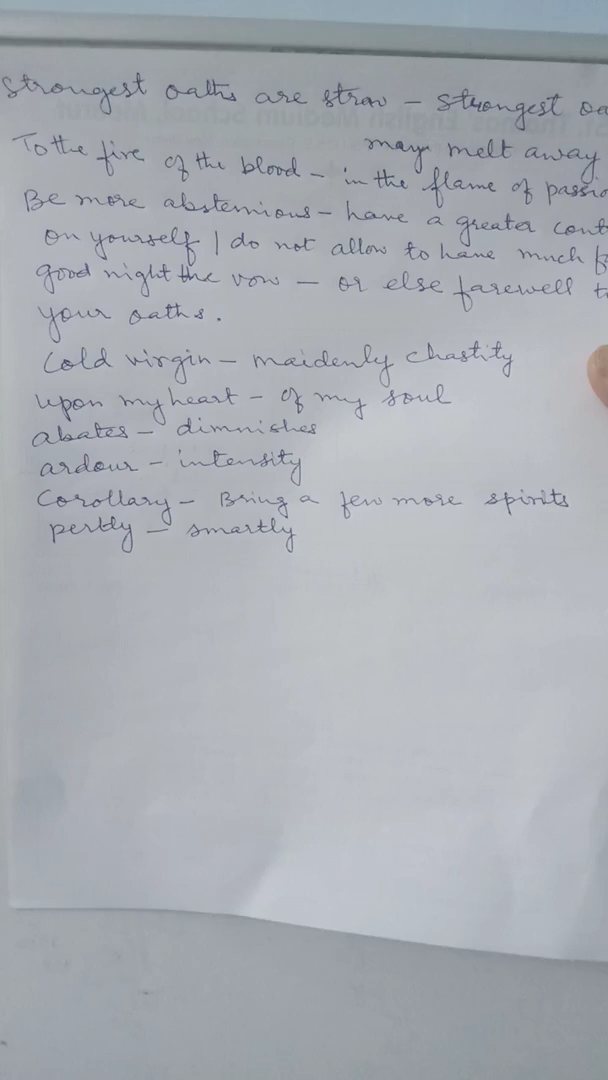 Strongest oaths are straw - Strongest oa
may melt away
To the fire of the blood - in the flame of passio
Be more abstemious - have a greater cont
on yourself / do not allow to have much f
good night the vow - or else farewell to
your oaths.
Cold virgin - maidenly chastity
upon my heart - of my soul
abates - dimnishes
ardour - intensity
Corollary - Bring a few more spirits
pertly - smartly